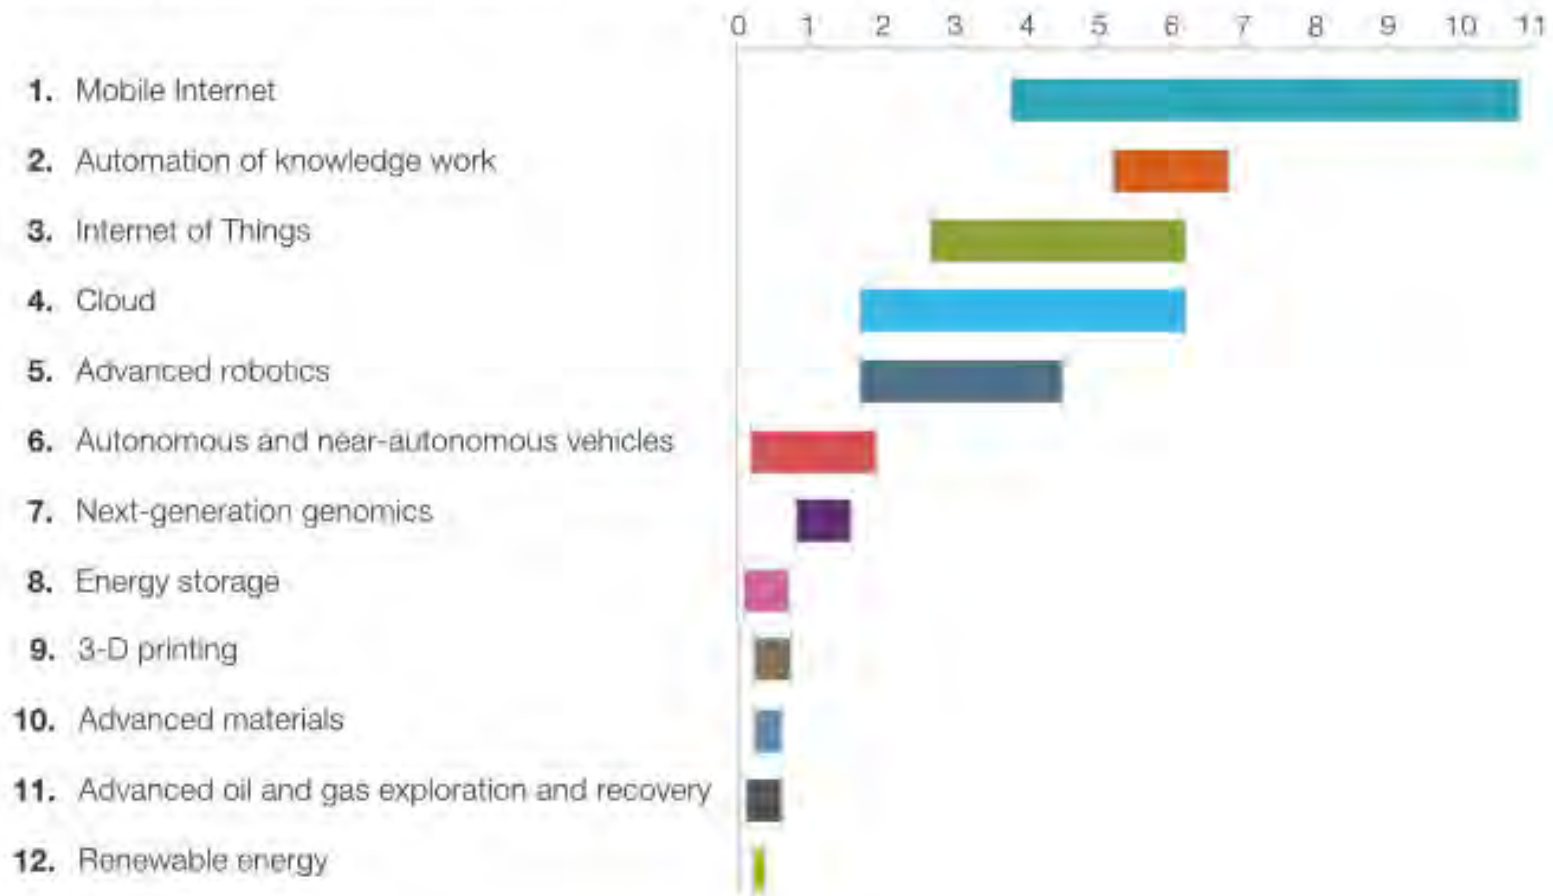 0 1 2 3 4 5 6 7 8 9 10 11
1. Mobile Internet
2. Automation of knowledge work
3. Internet of Things
4. Cloud
5. Advanced robotics
6. Autonomous and near-autonomous vehicles
7. Next-generation genomics
8. Energy storage
9. 3-D printing
10. Advanced materials
11. Advanced oil and gas exploration and recovery
12. Renewable energy